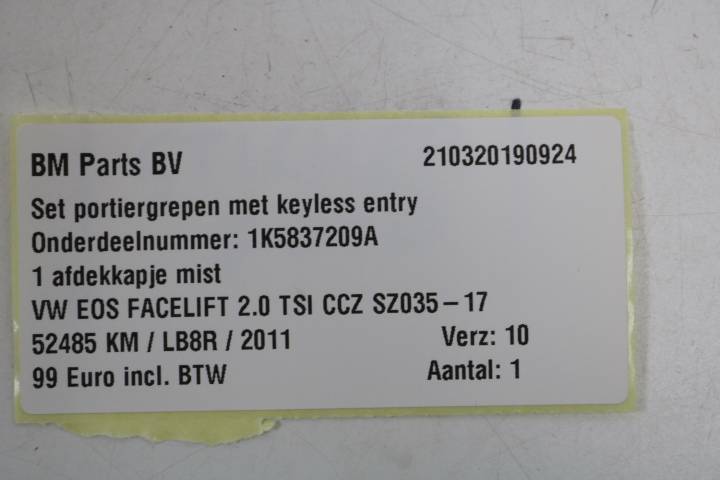 BM Parts BV 210320190924
Set portiergrepen met keyless entry
Onderdeelnummer: 1K5837209A
1 afdekkapje mist
VW EOS FACELIFT 2.0 TSI CCZ SZ035 – 17
52485 KM / LB8R / 2011 Verz: 10
99 Euro incl. BTW Aantal: 1